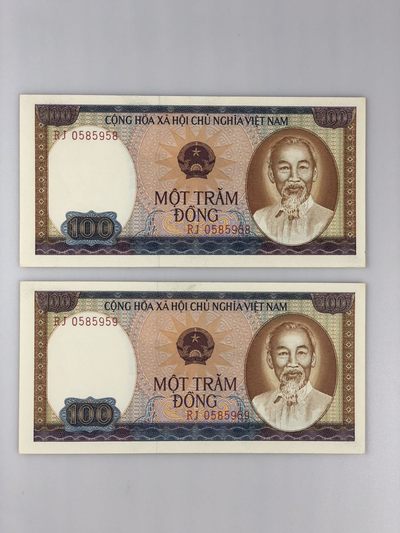 100 CỘNG HÒA XÃ HỘI CHỦ NGHĨA VIỆT NAM 100
RJ 0585958
MỘT TRĂM
ĐỒNG
100 RJ 0585958
100 CỘNG HÒA XÃ HỘI CHỦ NGHĨA VIỆT NAM 100
RJ 0585959
MỘT TRĂM
ĐỒNG
100 RJ 0585959